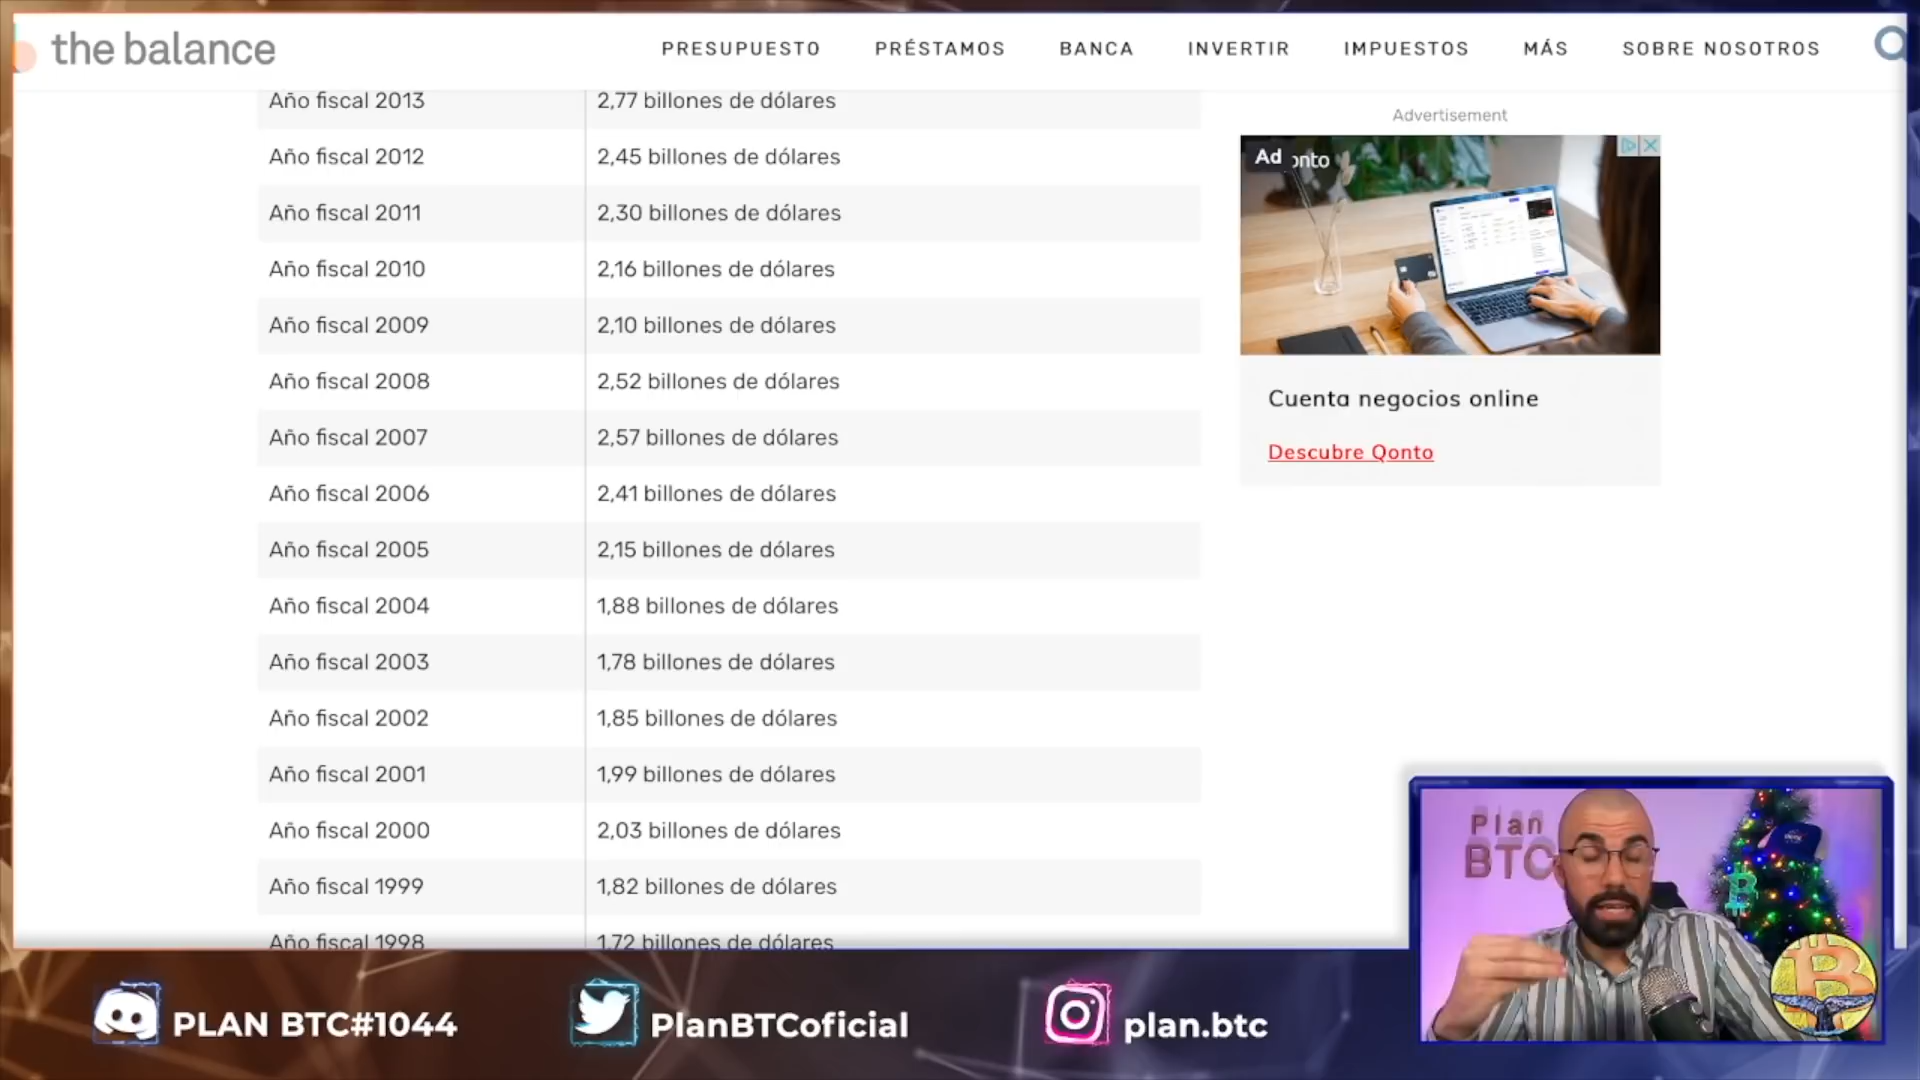 the balance
PRESUPUESTO PRÉSTAMOS BANCA INVERTIR IMPUESTOS MÁS SOBRE NOSOTROS
Año fiscal 2013 2,77 billones de dólares
Año fiscal 2012 2,45 billones de dólares
Año fiscal 2011 2,30 billones de dólares
Año fiscal 2010 2,16 billones de dólares
Año fiscal 2009 2,10 billones de dólares
Año fiscal 2008 2,52 billones de dólares
Año fiscal 2007 2,57 billones de dólares
Año fiscal 2006 2,41 billones de dólares
Año fiscal 2005 2,15 billones de dólares
Año fiscal 2004 1,88 billones de dólares
Año fiscal 2003 1,78 billones de dólares
Año fiscal 2002 1,85 billones de dólares
Año fiscal 2001 1,99 billones de dólares
Año fiscal 2000 2,03 billones de dólares
Año fiscal 1999 1,82 billones de dólares
Año fiscal 1998 1,72 billones de dólares
Advertisement
Ad onto
Cuenta negocios online
Descubre Qonto
Plan
BTC
PLAN BTC#1044 PlanBTCoficial plan.btc